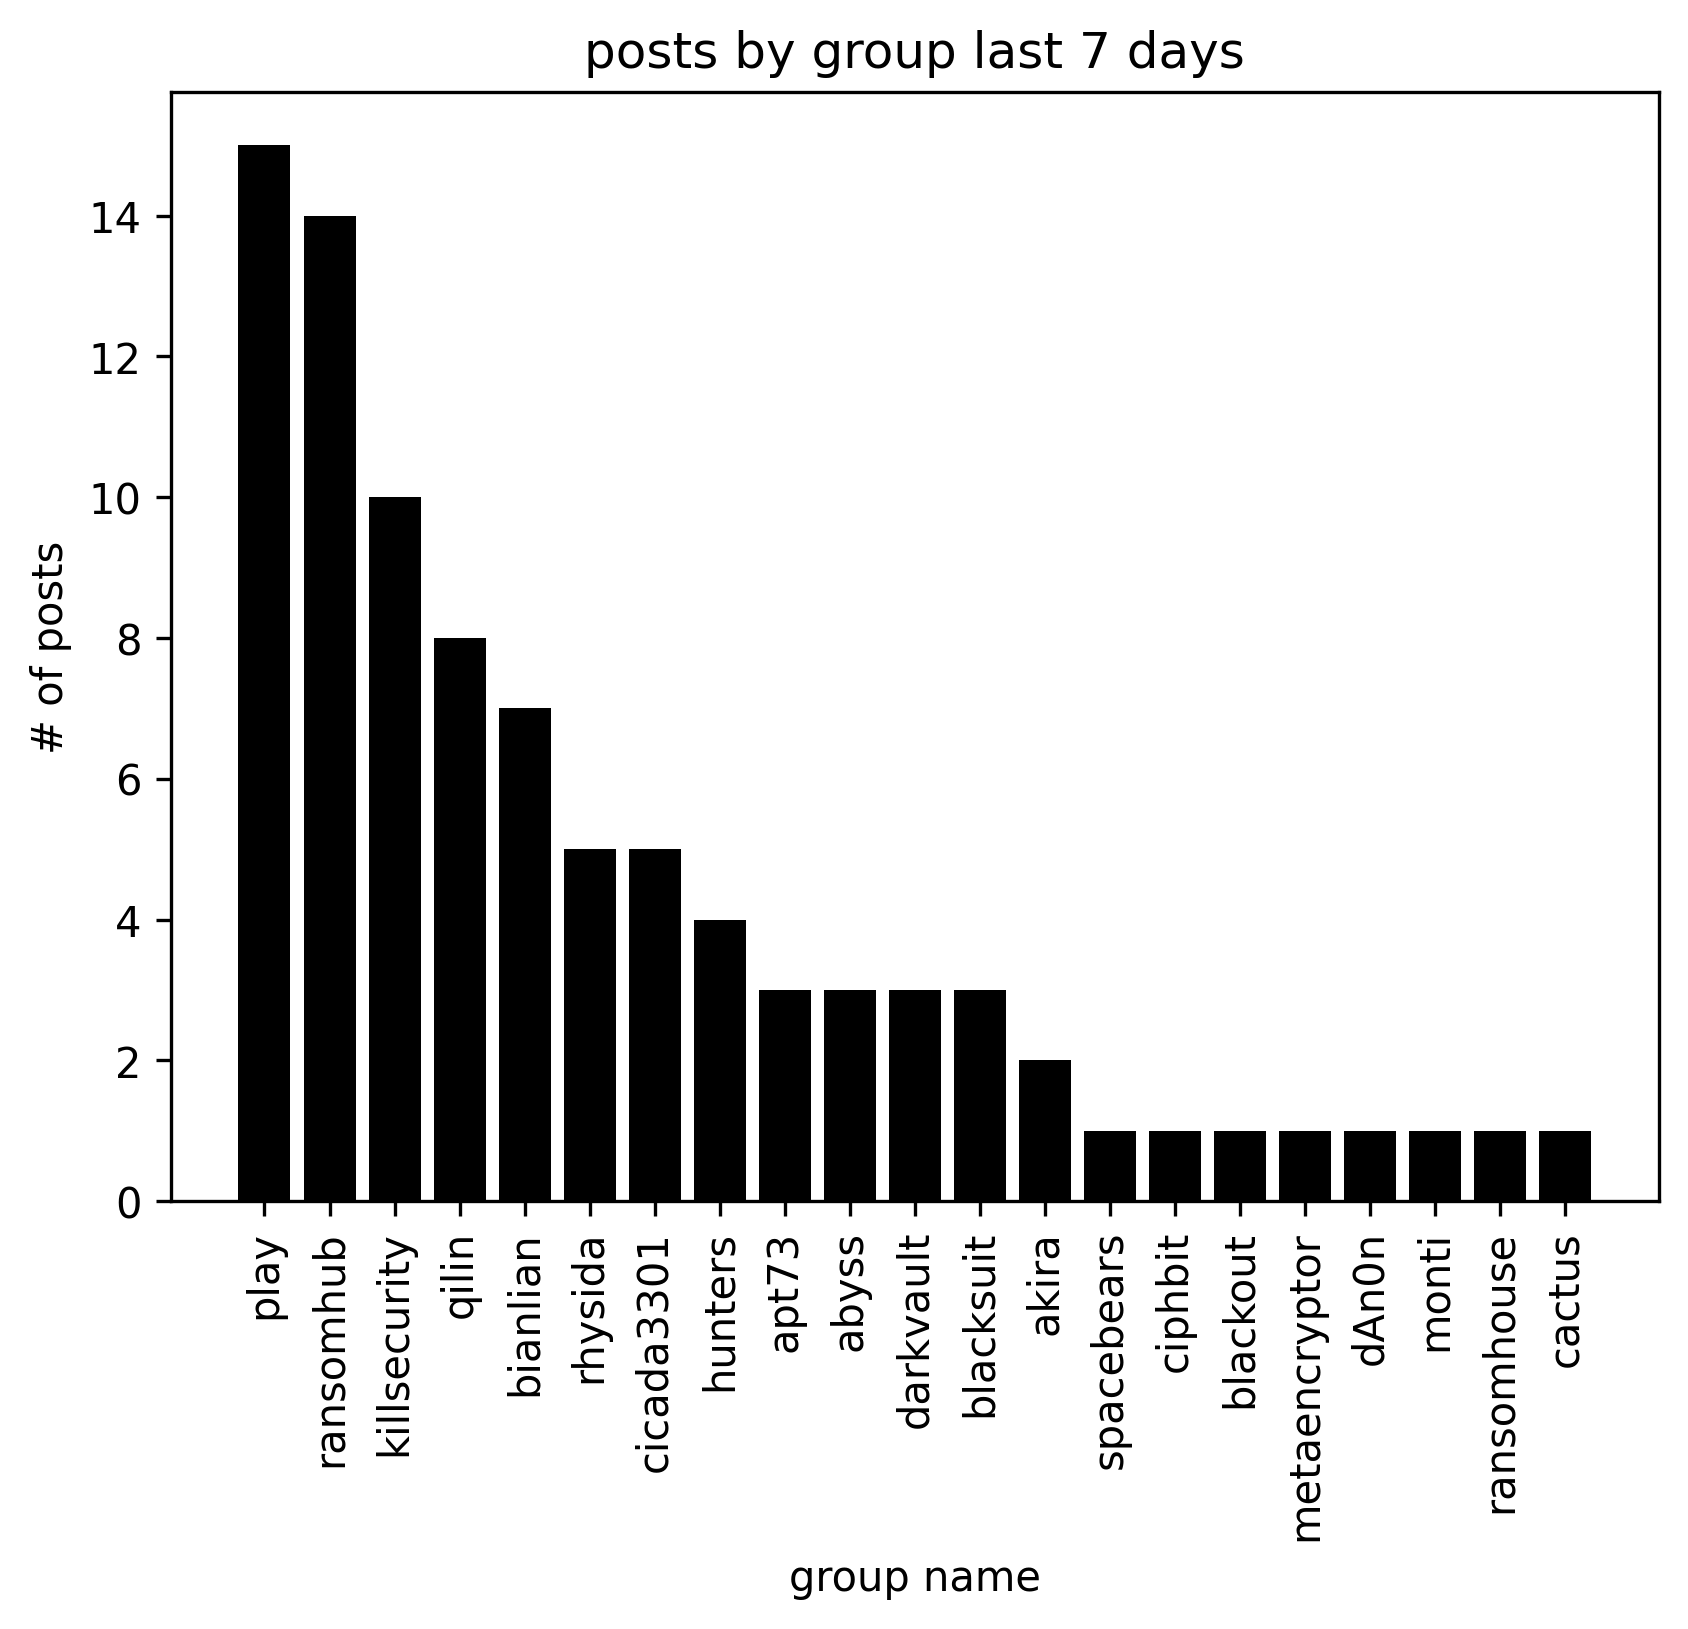 posts by group last 7 days
# of posts
14
12
10
8
6
4
2
0
play
ransomhub
killsecurity
qilin
bianlian
rhysida
cicada3301
hunters
apt73
abyss
darkvault
blacksuit
akira
spacebears
ciphbit
blackout
metaencryptor
dAn0n
monti
ransomhouse
cactus
group name